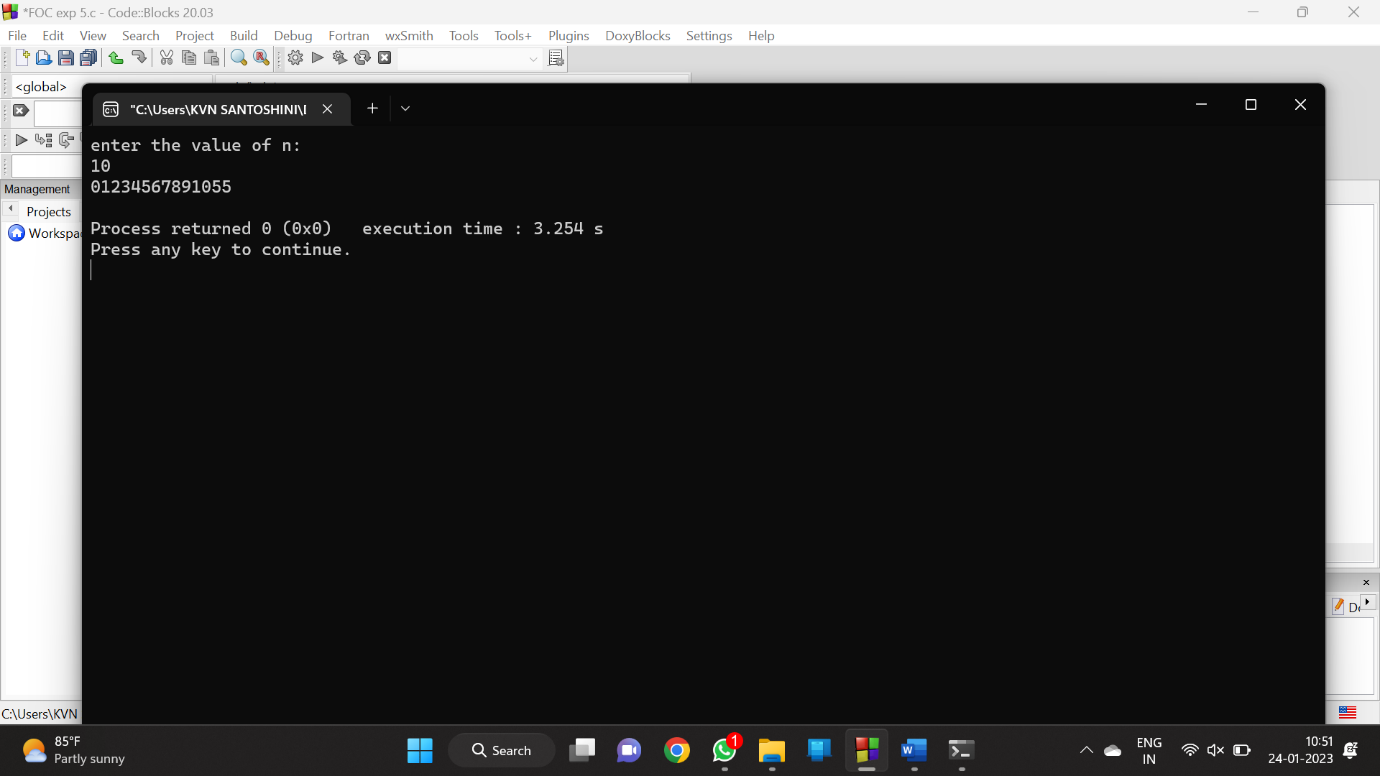 *FOC exp 5.c - Code::Blocks 20.03
File Edit View Search Project Build Debug Fortran wxSmith Tools Tools+ Plugins DoxyBlocks Settings Help
<global>
"C:\Users\KVN SANTOSHINI\
enter the value of n:
10
01234567891055
Process returned 0 (0x0)   execution time : 3.254 s
Press any key to continue.
Management
Projects
Workspa
C:\Users\KVN
85°F
Partly sunny
Search
1
ENG
IN
10:51
24-01-2023